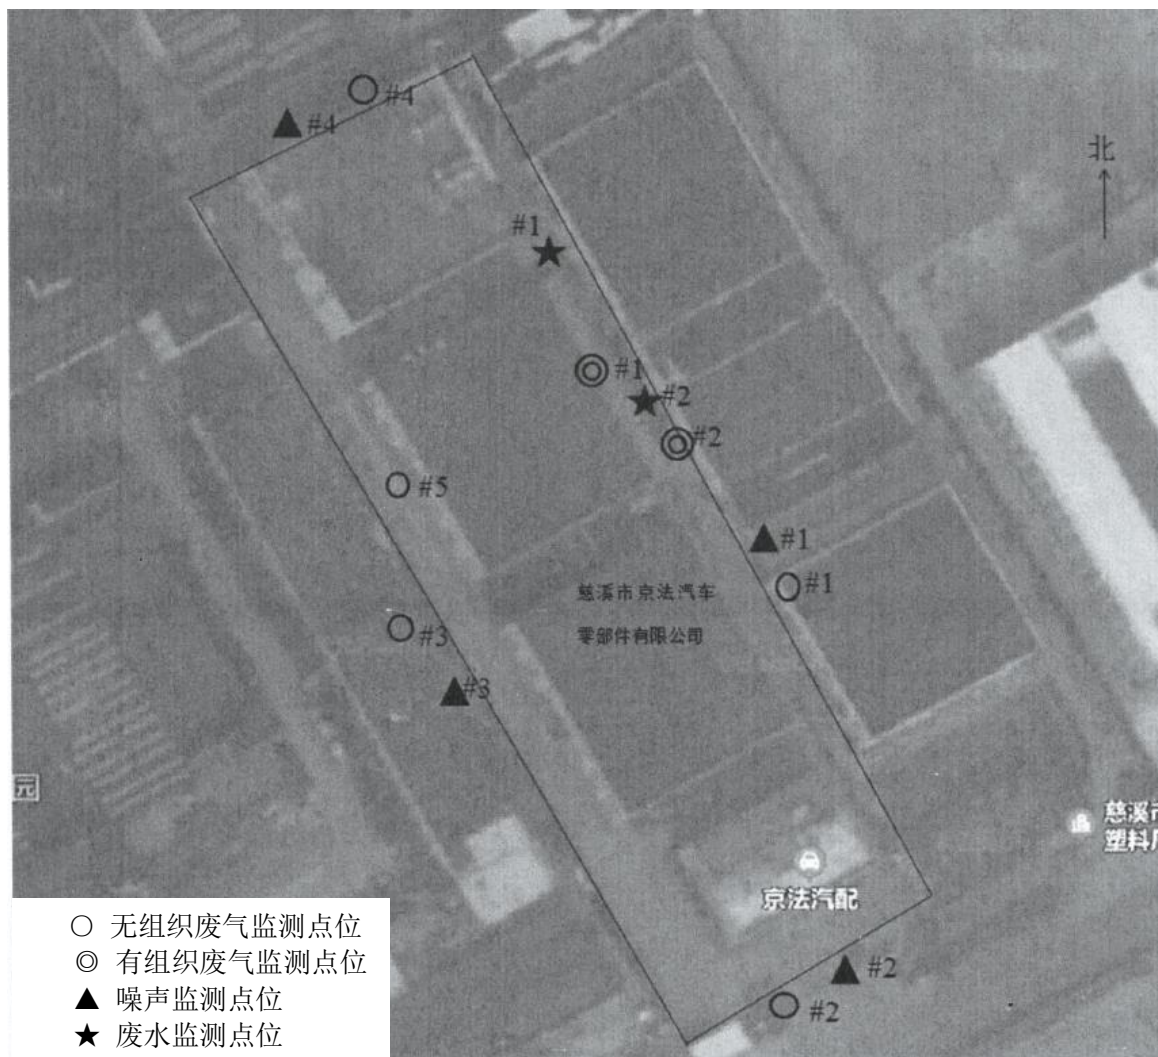 #4
#4
北
#1
#1
#2
#2
#5
#1
#1
慈溪市京法汽车
零部件有限公司
#3
#3
园
慈溪市
塑料厂
京法汽配
#2
#2
○ 无组织废气监测点位
◎ 有组织废气监测点位
▲ 噪声监测点位
★ 废水监测点位